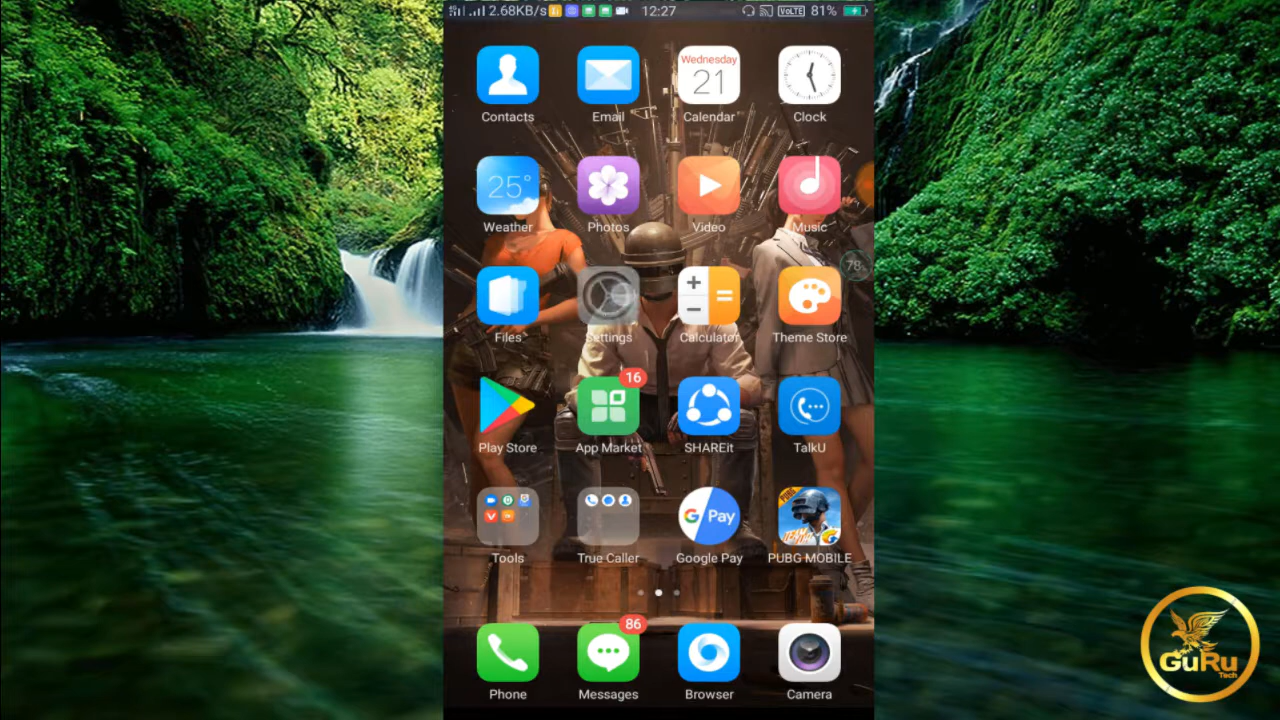 2.68KB/s 12:27 VoLTE 81%
Wednesday
21
Contacts Email Calendar Clock
25°
Weather Photos Video Music
78%
Files Settings Calculator Theme Store
16
Play Store App Market SHAREit TalkU
G Pay PUBG
Tools True Caller Google Pay PUBG MOBILE
86
Phone Messages Browser Camera
GuRu
Tech